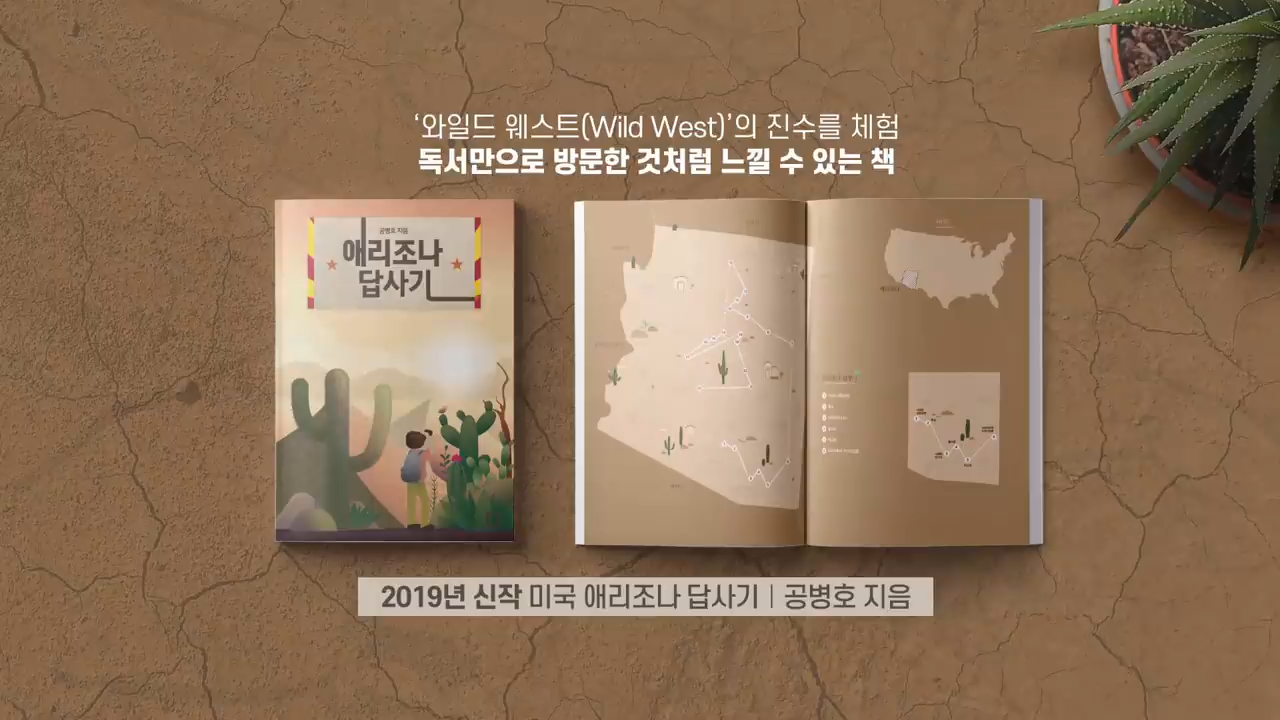 ‘와일드 웨스트(Wild West)’의 진수를 체험
독서만으로 방문한 것처럼 느낄 수 있는 책
공병호 지음
애리조나
답사기
2019년 신작 미국 애리조나 답사기 | 공병호 지음